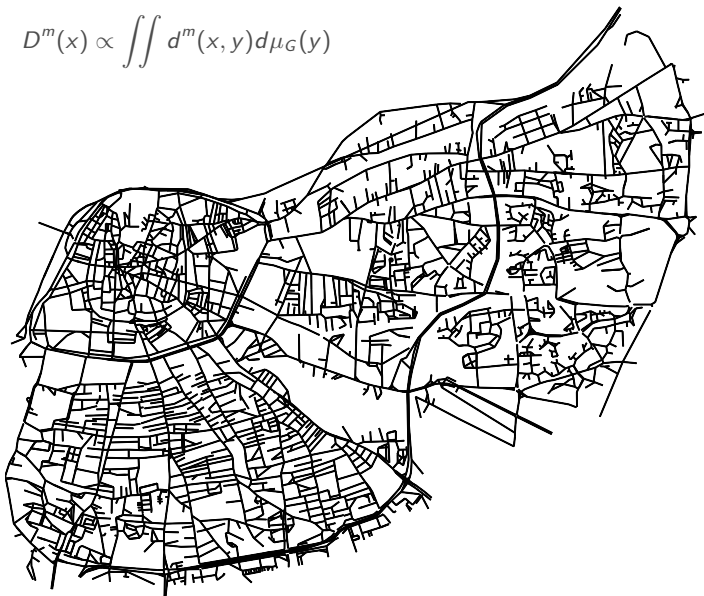 D^m(x) ∝ ∬ d^m(x, y)dμ_G(y)